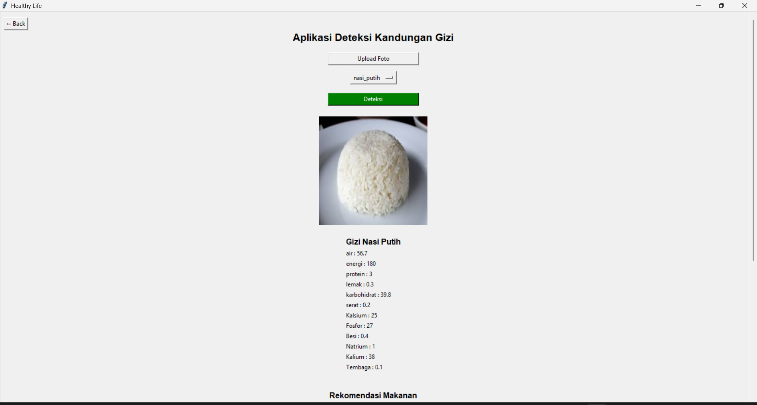 Healthy Life
← Back
Aplikasi Deteksi Kandungan Gizi
Upload Foto
nasi_putih
Deteksi
Gizi Nasi Putih
air : 56.7
energi : 180
protein : 3
lemak : 0.3
karbohidrat : 39.8
serat : 0.2
Kalsium : 25
Fosfor : 27
Besi : 0.4
Natrium : 1
Kalium : 38
Tembaga : 0.1
Rekomendasi Makanan